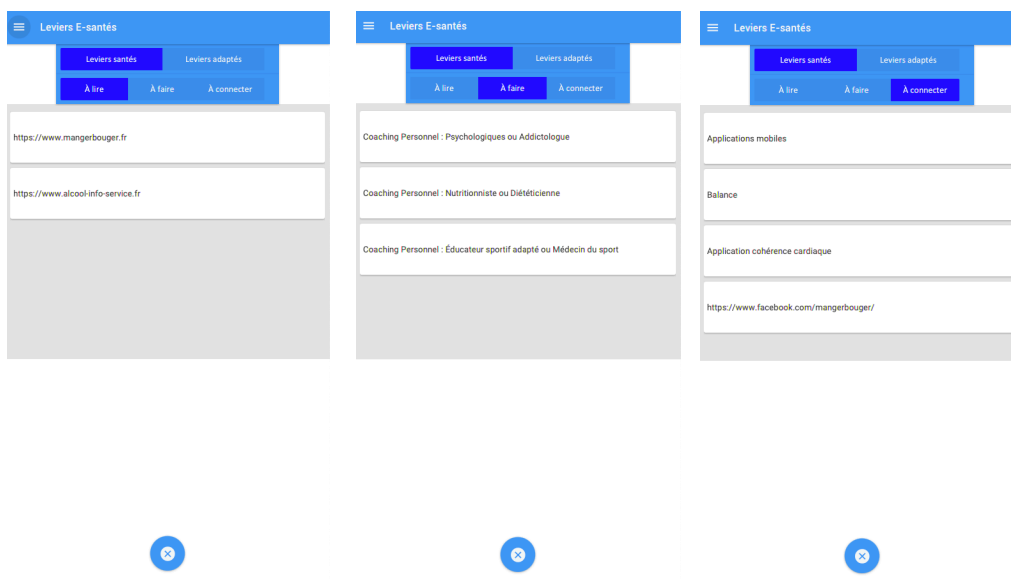 Leviers E-santés
Leviers santés Leviers adaptés
À lire À faire À connecter
https://www.mangerbouger.fr
https://www.alcool-info-service.fr
Leviers E-santés
Leviers santés Leviers adaptés
À lire À faire À connecter
Coaching Personnel : Psychologiques ou Addictologue
Coaching Personnel : Nutritionniste ou Diététicienne
Coaching Personnel : Éducateur sportif adapté ou Médecin du sport
Leviers E-santés
Leviers santés Leviers adaptés
À lire À faire À connecter
Applications mobiles
Balance
Application cohérence cardiaque
https://www.facebook.com/mangerbouger/